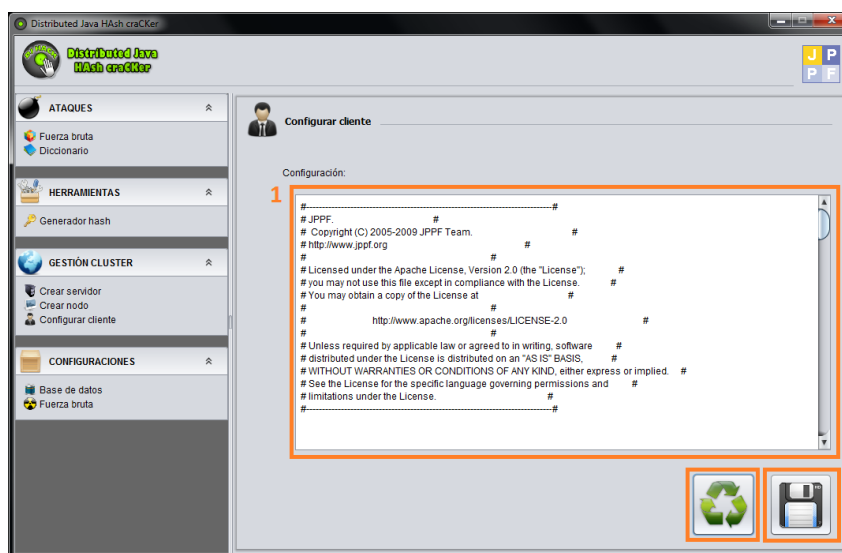 Distributed Java HAsh craCKer
Distributed Java
HAsh craCKer
J P
P F
ATAQUES
Fuerza bruta
Diccionario
HERRAMIENTAS
Generador hash
GESTIÓN CLUSTER
Crear servidor
Crear nodo
Configurar cliente
CONFIGURACIONES
Base de datos
Fuerza bruta
Configurar cliente
Configuración:
1
#------------------------------------------------------------------------------#
# JPPF. #
# Copyright (C) 2005-2009 JPPF Team. #
# http://www.jppf.org #
# #
# Licensed under the Apache License, Version 2.0 (the "License"); #
# you may not use this file except in compliance with the License. #
# You may obtain a copy of the License at #
# #
# http://www.apache.org/licenses/LICENSE-2.0 #
# #
# Unless required by applicable law or agreed to in writing, software #
# distributed under the License is distributed on an "AS IS" BASIS, #
# WITHOUT WARRANTIES OR CONDITIONS OF ANY KIND, either express or implied. #
# See the License for the specific language governing permissions and #
# limitations under the License. #
#------------------------------------------------------------------------------#